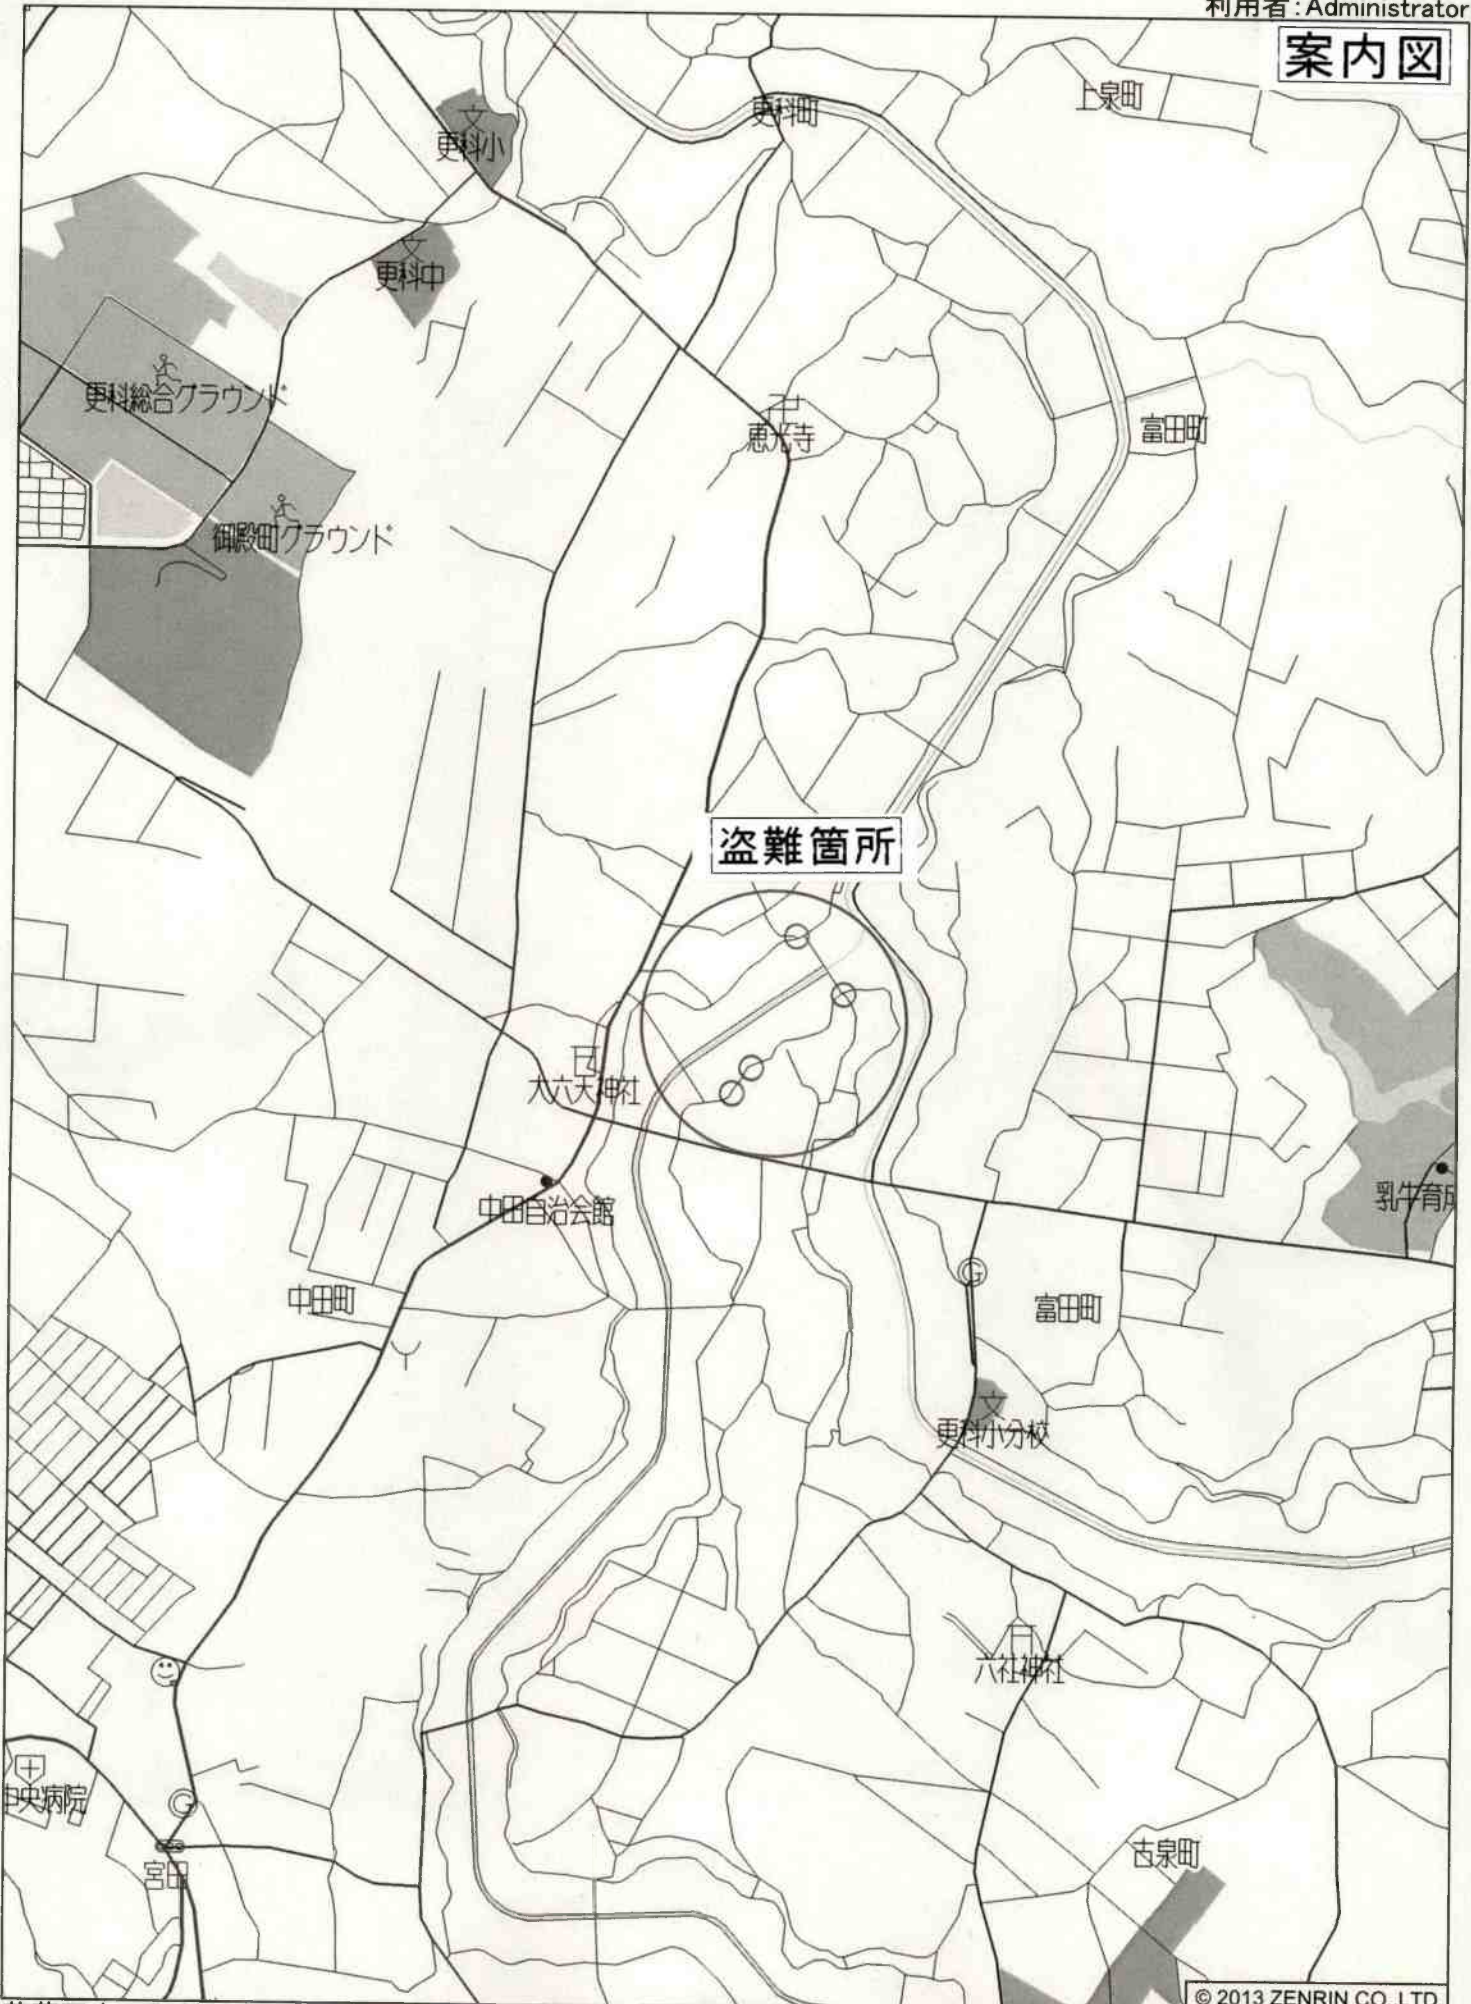 利用者:Administrator
案内図
上泉町
更科町
文
更科小
文
更科中
更科総合グラウンド
恵光寺
富田町
御殿町グラウンド
盗難箇所
大六天神社
乳牛育成
中田自治会館
G
中田町
富田町
文
更科小分校
六社神社
中央病院
G
古泉町
宮田
© 2013 ZENRIN CO., LTD